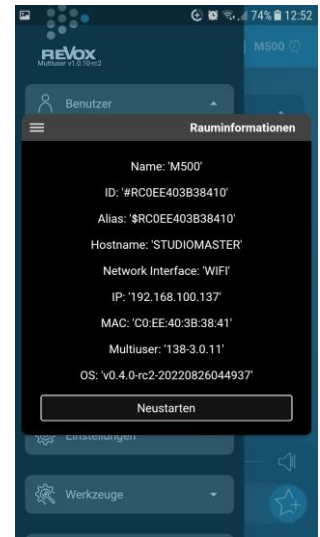 74% 12:52
REVOX
Multiuser v1.0.10-rc2
M500
Benutzer
Rauminformationen
Name: 'M500'
ID: '#RC0EE403B38410'
Alias: '$RC0EE403B38410'
Hostname: 'STUDIOMASTER'
Network Interface: 'WIFI'
IP: '192.168.100.137'
MAC: 'C0:EE:40:3B:38:41'
Multiuser: '138-3.0.11'
OS: 'v0.4.0-rc2-20220826044937'
Neustarten
Einstellungen
Werkzeuge